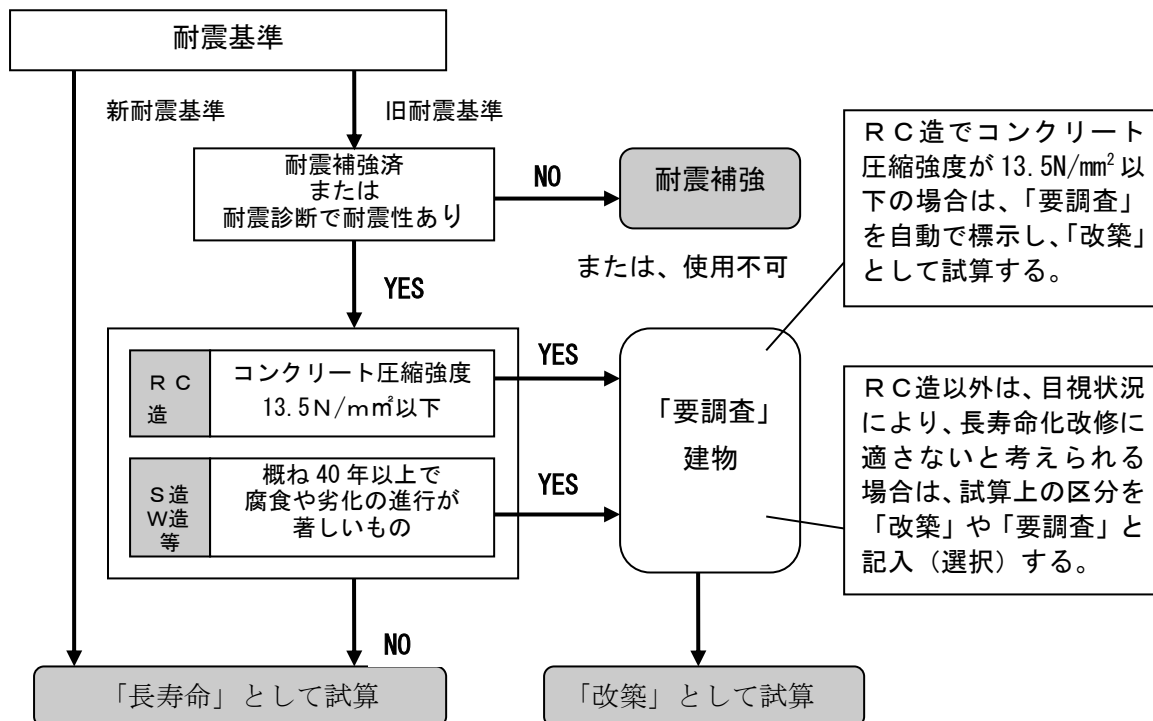 耐震基準
新耐震基準
旧耐震基準
耐震補強済
または
耐震診断で耐震性あり
NO
耐震補強
または、使用不可
YES
ＲＣ造でコンクリート
圧縮強度が 13.5N/mm²以
下の場合は、「要調査」
を自動で標示し、「改築」
として試算する。
ＲＣ
造
コンクリート圧縮強度
13.5Ｎ/ｍ㎡以下
YES
Ｓ造
Ｗ造
等
概ね 40 年以上で
腐食や劣化の進行が
著しいもの
YES
「要調査」
建物
ＲＣ造以外は、目視状況
により、長寿命化改修に
適さないと考えられる
場合は、試算上の区分を
「改築」や「要調査」と
記入（選択）する。
NO
「長寿命」として試算
「改築」として試算